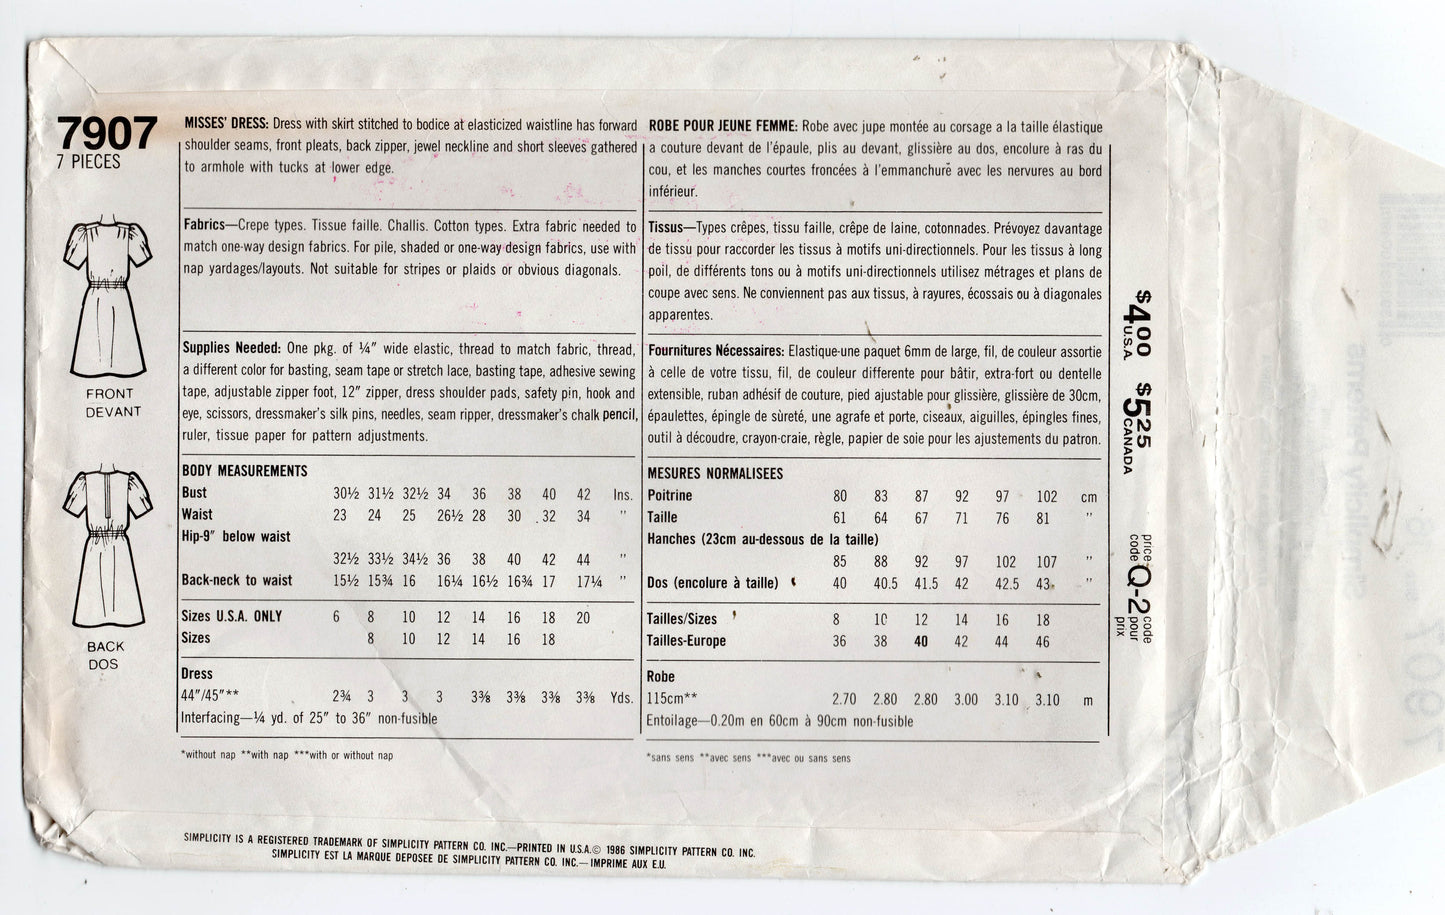 7907
7 PIECES
FRONT
DEVANT
BACK
DOS
MISSES' DRESS: Dress with skirt stitched to bodice at elasticized waistline has forward
shoulder seams, front pleats, back zipper, jewel neckline and short sleeves gathered
to armhole with tucks at lower edge.
Fabrics—Crepe types. Tissue faille. Challis. Cotton types. Extra fabric needed to
match one-way design fabrics. For pile, shaded or one-way design fabrics, use with
nap yardages/layouts. Not suitable for stripes or plaids or obvious diagonals.
Supplies Needed: One pkg. of ¼" wide elastic, thread to match fabric, thread,
a different color for basting, seam tape or stretch lace, basting tape, adhesive sewing
tape, adjustable zipper foot, 12" zipper, dress shoulder pads, safety pin, hook and
eye, scissors, dressmaker's silk pins, needles, seam ripper, dressmaker's chalk pencil,
ruler, tissue paper for pattern adjustments.
BODY MEASUREMENTS
Bust 30½ 31½ 32½ 34 36 38 40 42 Ins.
Waist 23 24 25 26½ 28 30 32 34 "
Hip-9" below waist
32½ 33½ 34½ 36 38 40 42 44 "
Back-neck to waist 15½ 15¾ 16 16¼ 16½ 16¾ 17 17¼ "
Sizes U.S.A. ONLY 6 8 10 12 14 16 18 20
Sizes 8 10 12 14 16 18
Dress
44"/45"** 2¾ 3 3 3 3⅜ 3⅜ 3⅜ 3⅜ Yds.
Interfacing—¼ yd. of 25" to 36" non-fusible
*without nap **with nap ***with or without nap
ROBE POUR JEUNE FEMME: Robe avec jupe montée au corsage a la taille élastique
a couture devant de l'épaule, plis au devant, glissière au dos, encolure à ras du
cou, et les manches courtes froncées à l'emmanchure avec les nervures au bord
inférieur.
Tissus—Types crêpes, tissu faille, crêpe de laine, cotonnades. Prévoyez davantage
de tissu pour raccorder les tissus à motifs uni-directionnels. Pour les tissus à long
poil, de différents tons ou à motifs uni-directionnels utilisez métrages et plans de
coupe avec sens. Ne conviennent pas aux tissus, à rayures, écossais ou à diagonales
apparentes.
Fournitures Nécessaires: Elastique-une paquet 6mm de large, fil, de couleur assortie
à celle de votre tissu, fil, de couleur differente pour bâtir, extra-fort ou dentelle
extensible, ruban adhésif de couture, pied ajustable pour glissière, glissière de 30cm,
épaulettes, épingle de sùreté, une agrafe et porte, ciseaux, aiguilles, épingles fines,
outil à découdre, crayon-craie, règle, papier de soie pour les ajustements du patron.
MESURES NORMALISEES
Poitrine 80 83 87 92 97 102 cm
Taille 61 64 67 71 76 81 "
Hanches (23cm au-dessous de la taille)
85 88 92 97 102 107 "
Dos (encolure à taille) 40 40.5 41.5 42 42.5 43 "
Tailles/Sizes 8 10 12 14 16 18
Tailles-Europe 36 38 40 42 44 46
Robe
115cm** 2.70 2.80 2.80 3.00 3.10 3.10 m
Entoilage—0.20m en 60cm à 90cm non-fusible
*sans sens **avec sens ***avec ou sans sens
$4.00 U.S.A. $5.25 CANADA
price code Q-2 code pour prix
SIMPLICITY IS A REGISTERED TRADEMARK OF SIMPLICITY PATTERN CO. INC.—PRINTED IN U.S.A.© 1986 SIMPLICITY PATTERN CO. INC.
SIMPLICITY EST LA MARQUE DEPOSEE DE SIMPLICITY PATTERN CO. INC.—IMPRIME AUX E.U.